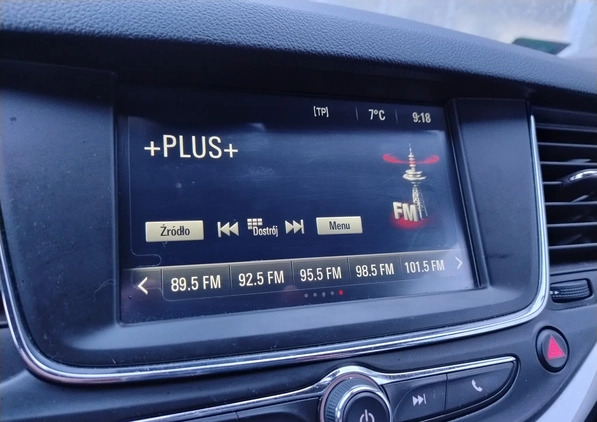 [TP] 7°C 9:18
+PLUS+
FM
Źródło Dostrój Menu
89.5 FM 92.5 FM 95.5 FM 98.5 FM 101.5 FM